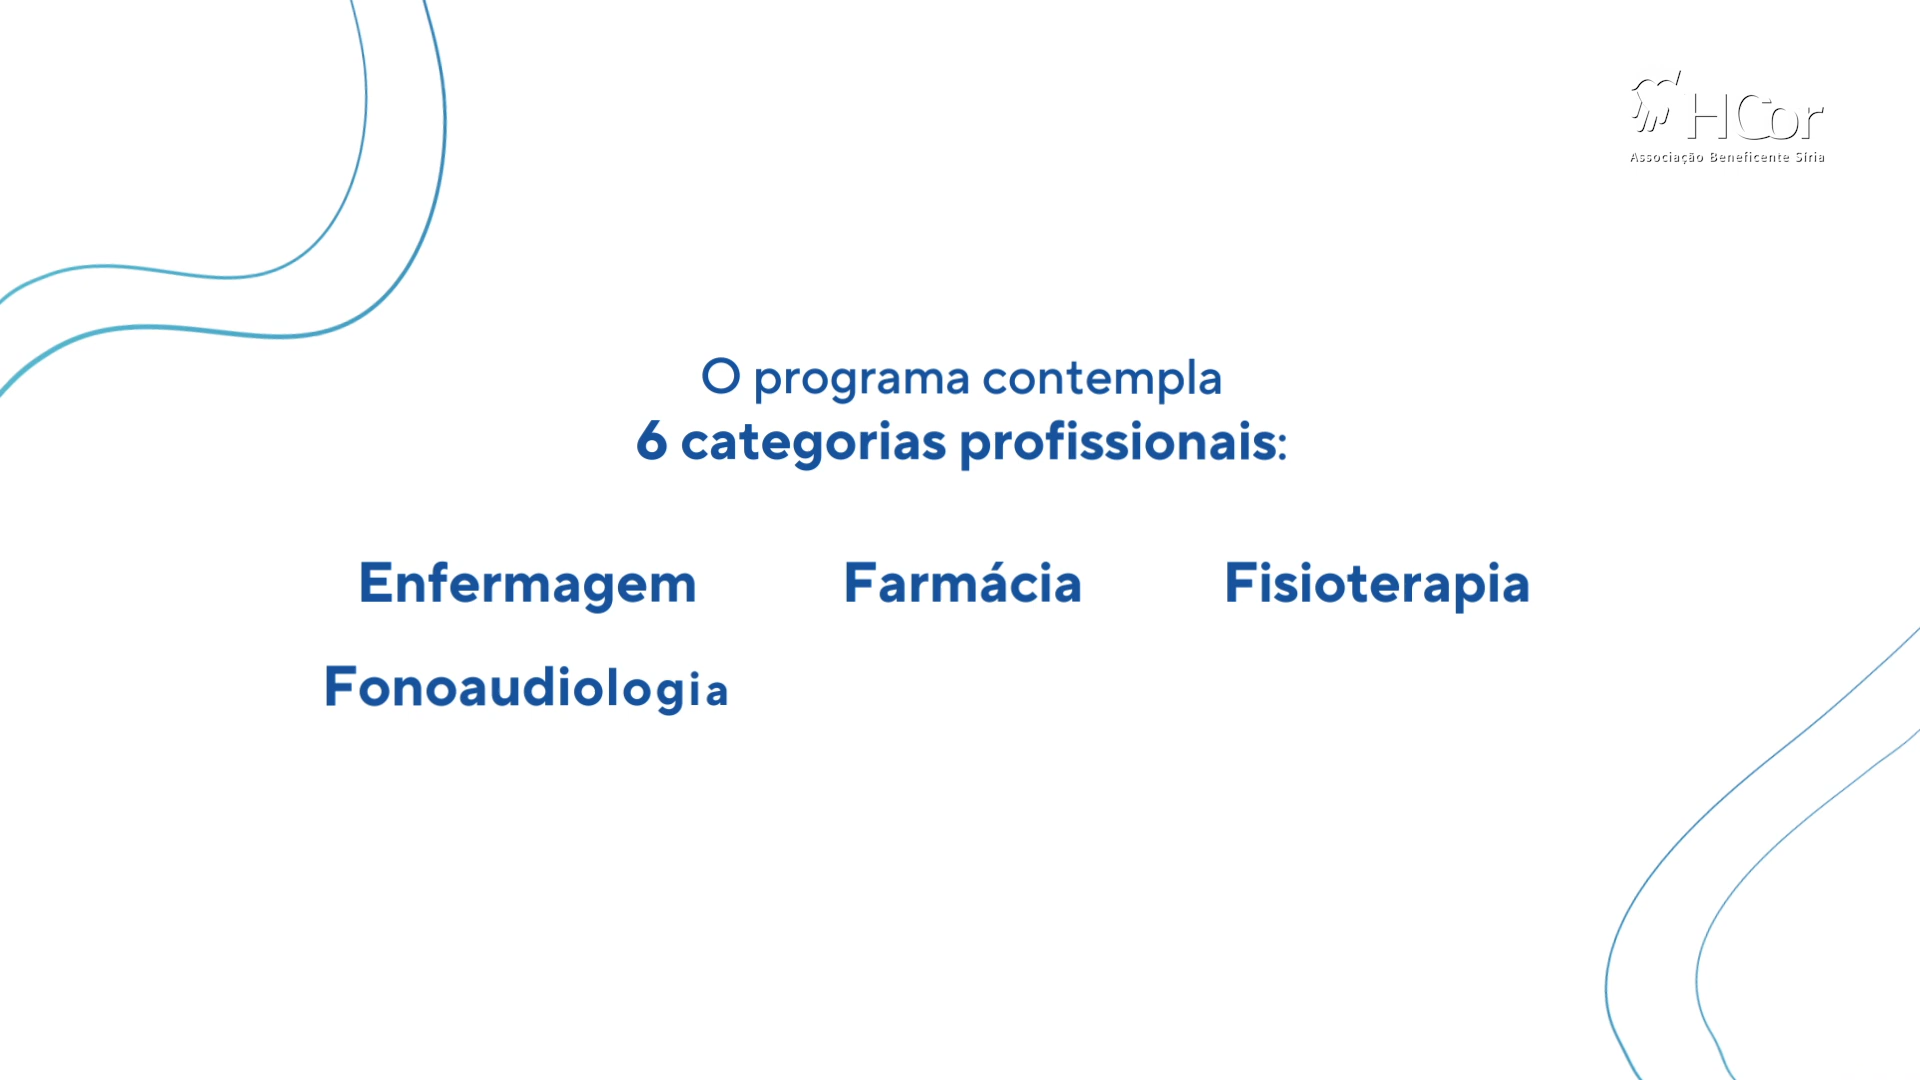 HCor
Associação Beneficente Síria
O programa contempla
6 categorias profissionais:
Enfermagem Farmácia Fisioterapia
Fonoaudiologia